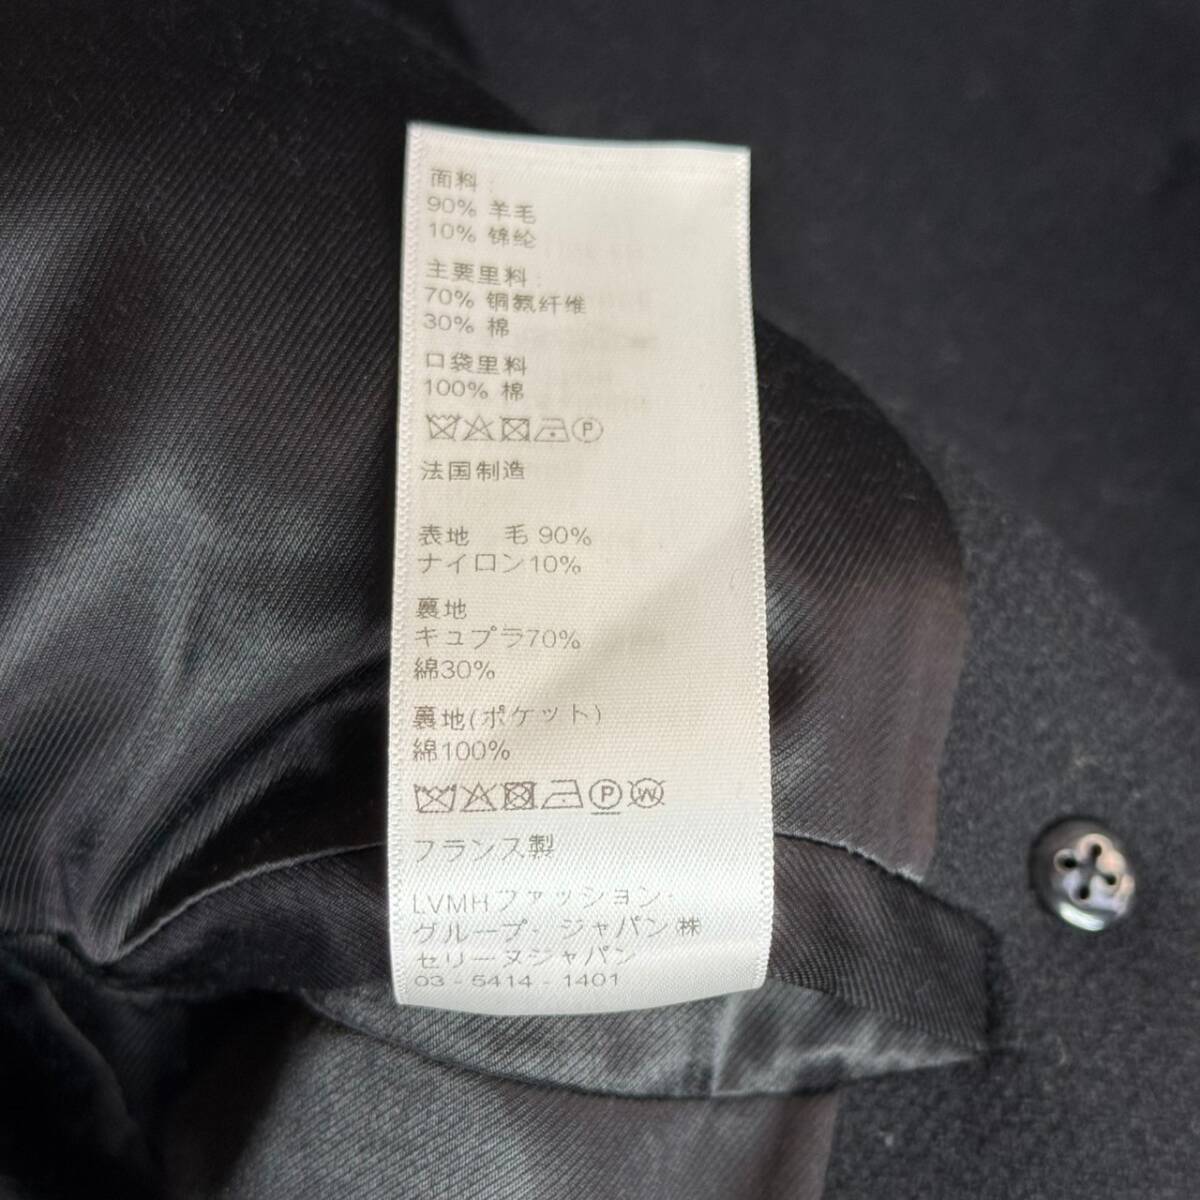 面料 :
90% 羊毛
10% 锦纶
主要里料 :
70% 铜氨纤维
30% 棉
口袋里料
100% 棉
P
法国制造
表地 毛 90%
ナイロン10%
裏地
キュプラ70%
綿30%
裏地(ポケット)
綿100%
P W
フランス製
LVMHファッション・
グループ・ジャパン㈱
セリーヌジャパン
03 - 5414 - 1401